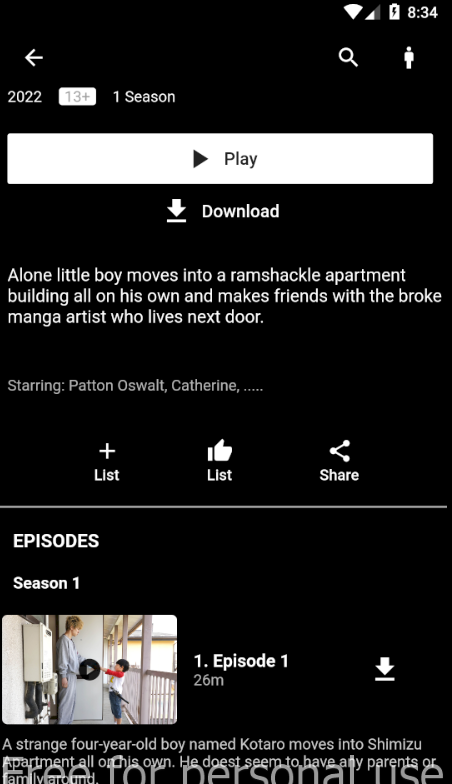 8:34
2022 13+ 1 Season
Play
Download
Alone little boy moves into a ramshackle apartment
building all on his own and makes friends with the broke
manga artist who lives next door.
Starring: Patton Oswalt, Catherine, .....
List List Share
EPISODES
Season 1
1. Episode 1
26m
A strange four-year-old boy named Kotaro moves into Shimizu
Apartment all on his own. He doest seem to have any parents or
family around.
Free for personal use